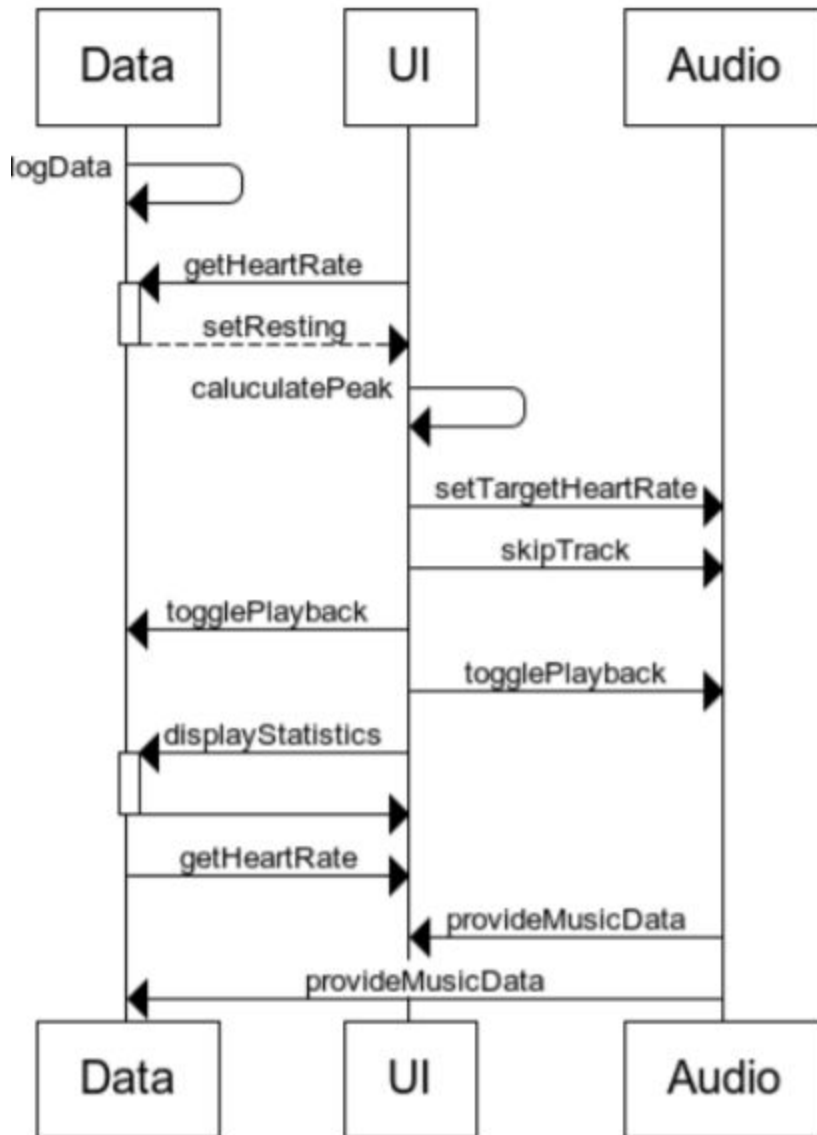 Data UI Audio
logData
getHeartRate
setResting
caluculatePeak
setTargetHeartRate
skipTrack
togglePlayback
togglePlayback
displayStatistics
getHeartRate
provideMusicData
provideMusicData
Data UI Audio